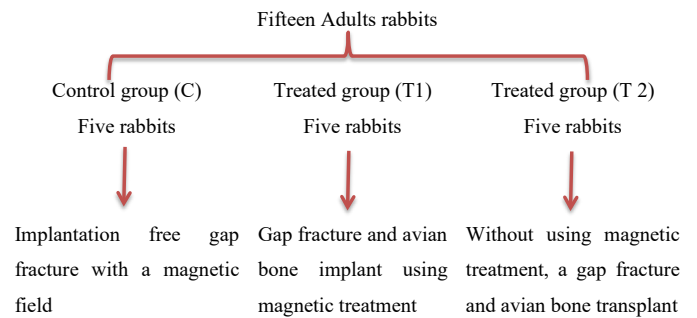 Fifteen Adults rabbits
Control group (C)
Five rabbits
Treated group (T1)
Five rabbits
Treated group (T 2)
Five rabbits
Implantation free gap
fracture with a magnetic
field
Gap fracture and avian
bone implant using
magnetic treatment
Without using magnetic
treatment, a gap fracture
and avian bone transplant